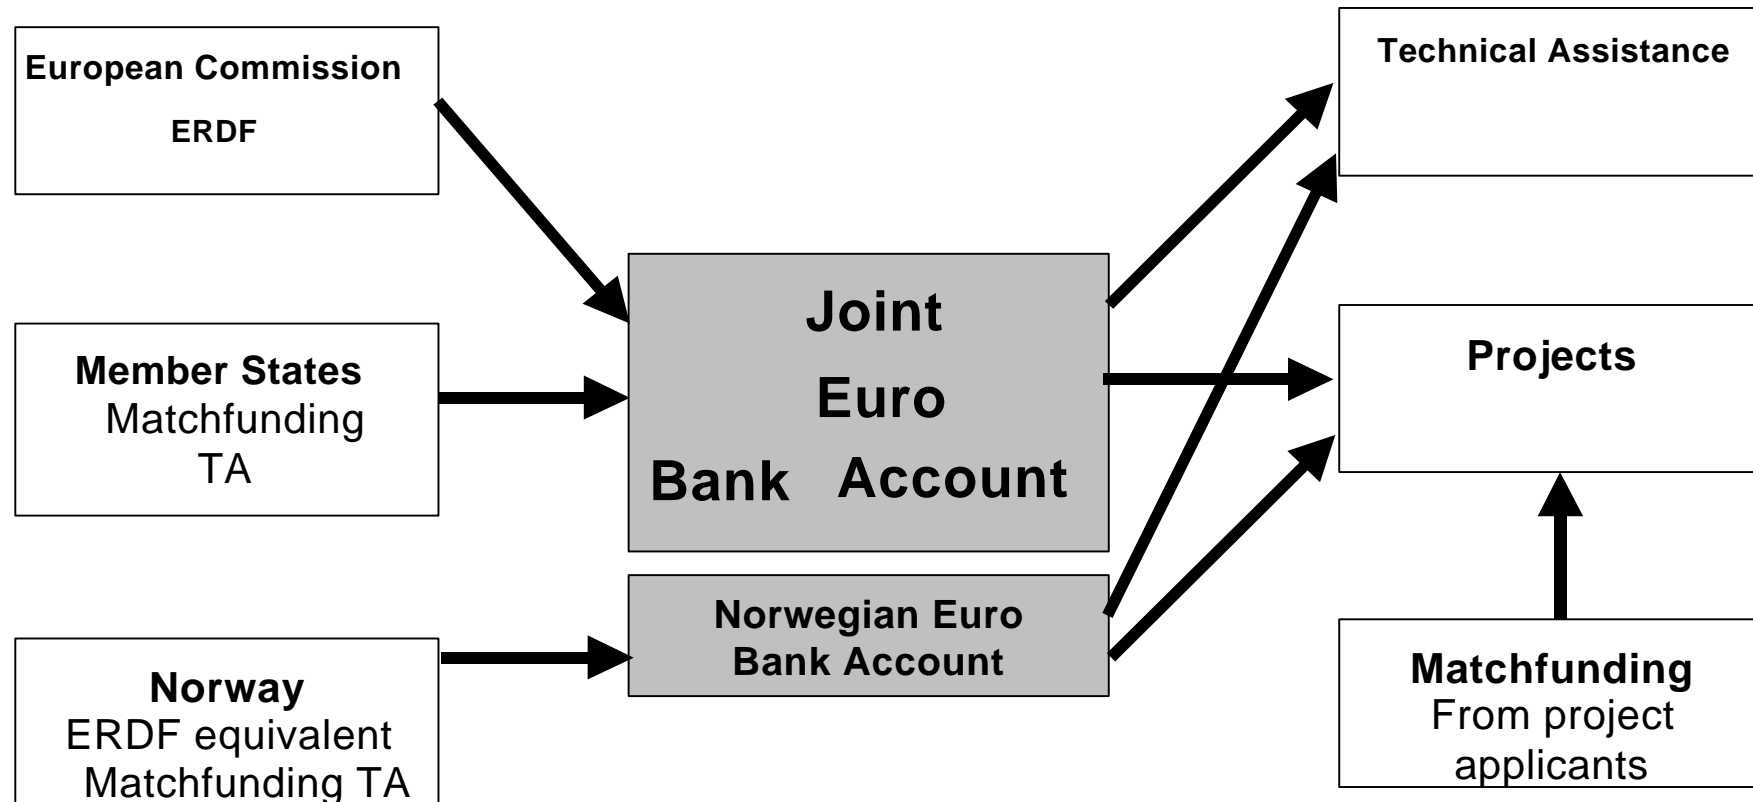 European Commission
ERDF
Member States
Matchfunding
TA
Norway
ERDF equivalent
Matchfunding TA
Joint
Euro
Bank Account
Norwegian Euro
Bank Account
Technical Assistance
Projects
Matchfunding
From project
applicants